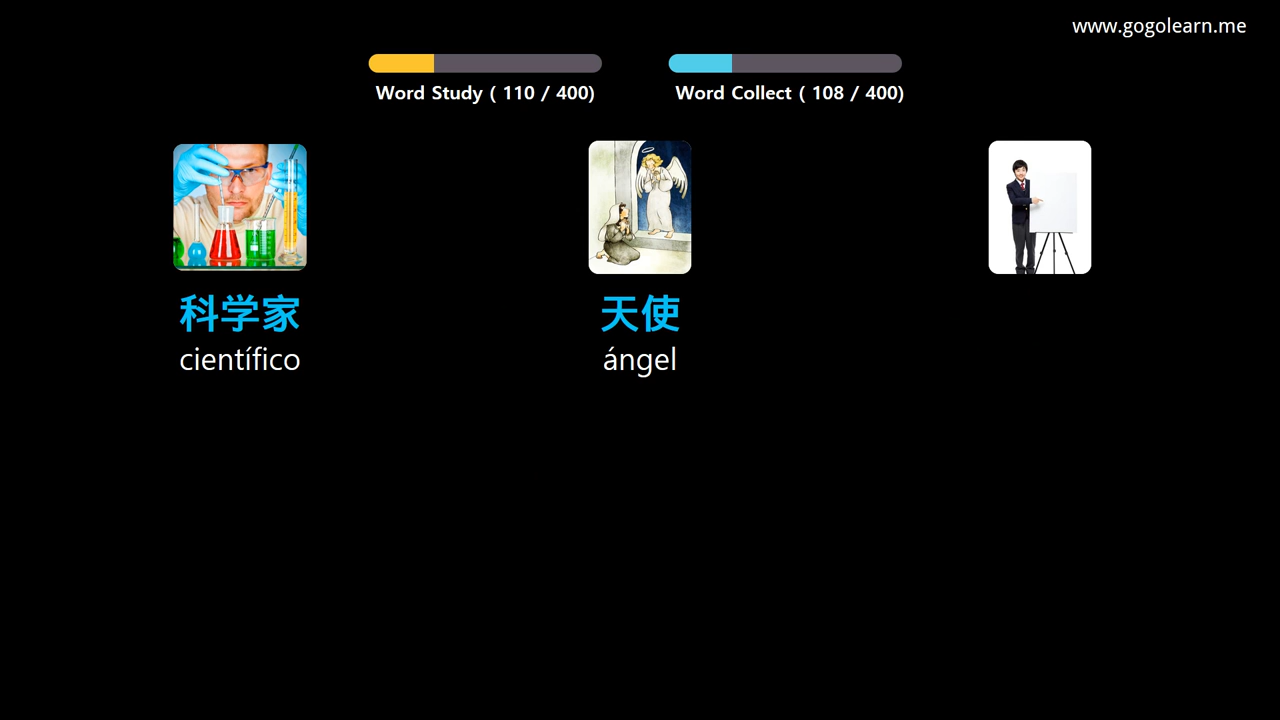 www.gogolearn.me
Word Study ( 110 / 400)
Word Collect ( 108 / 400)
科学家
científico
天使
ángel